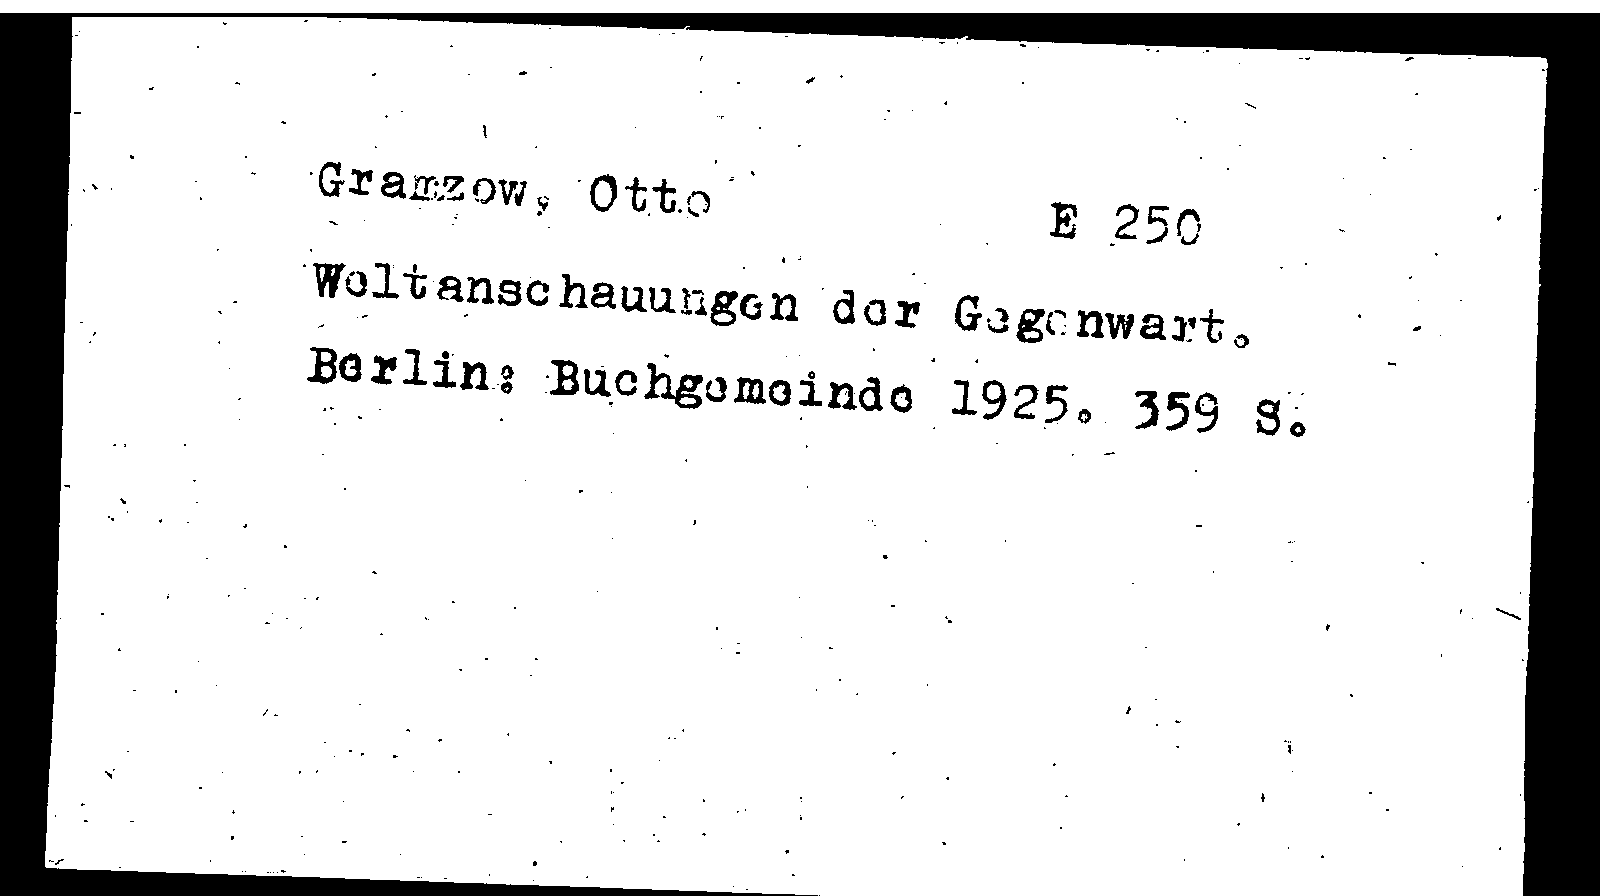 Gramzow, Otto
E 250
Weltanschauungen der Gegenwart.
Berlin: Buchgemeinde 1925. 359 S.